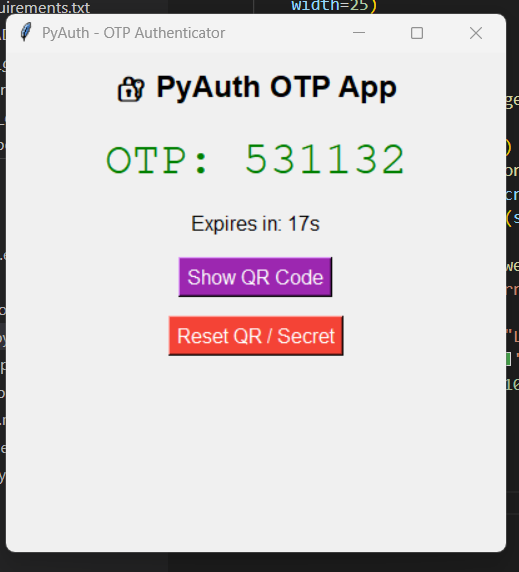 uirements.txt
width=25)
PyAuth - OTP Authenticator
🔐 PyAuth OTP App
OTP: 531132
Expires in: 17s
Show QR Code
Reset QR / Secret